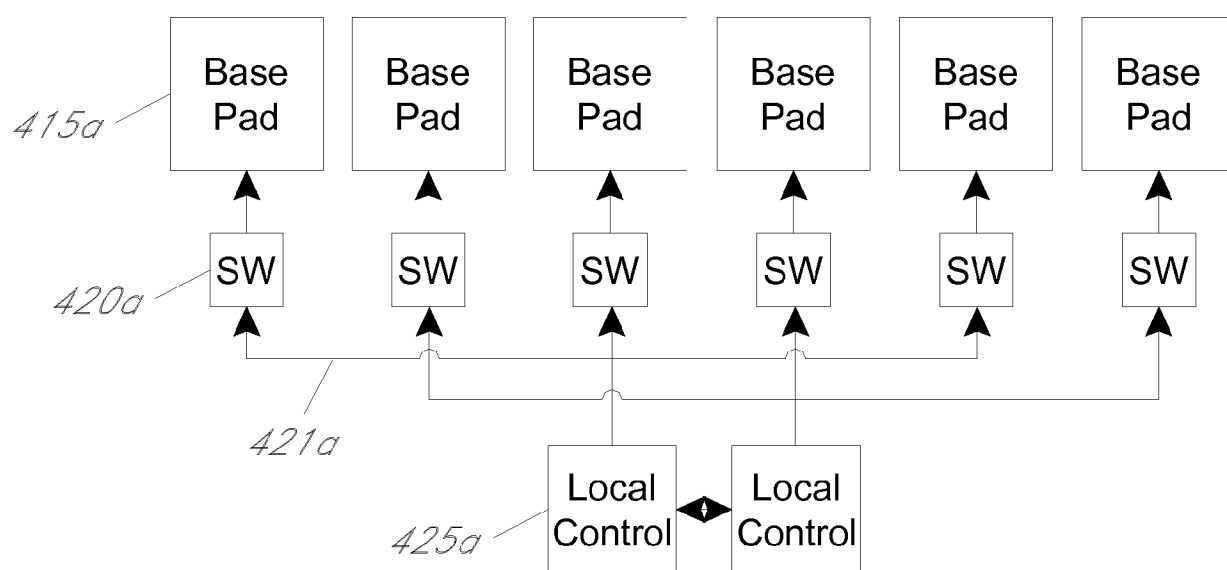 Base Pad
Base Pad
Base Pad
Base Pad
Base Pad
Base Pad
415a
SW
SW
SW
SW
SW
SW
420a
421a
Local Control
Local Control
425a